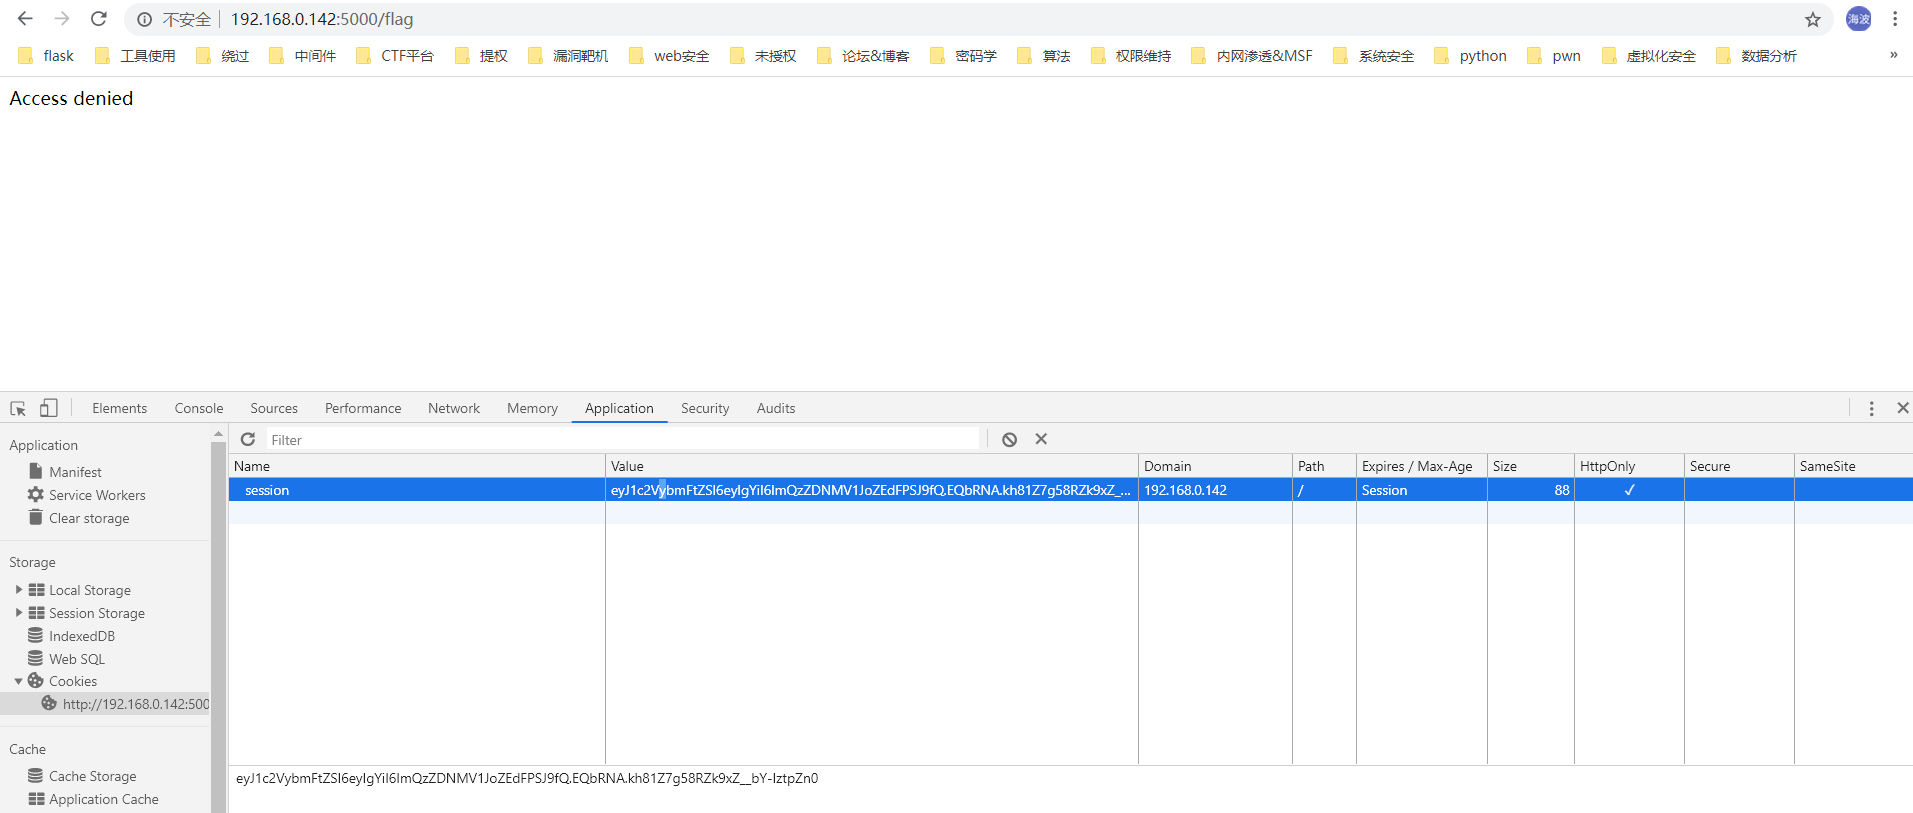 不安全 192.168.0.142:5000/flag 海波
flask 工具使用 绕过 中间件 CTF平台 提权 漏洞靶机 web安全 未授权 论坛&博客 密码学 算法 权限维持 内网渗透&MSF 系统安全 python pwn 虚拟化安全 数据分析 »
Access denied
Elements Console Sources Performance Network Memory Application Security Audits
Application
Manifest
Service Workers
Clear storage
Storage
Local Storage
Session Storage
IndexedDB
Web SQL
Cookies
http://192.168.0.142:500
Cache
Cache Storage
Application Cache
Filter
Name Value Domain Path Expires / Max-Age Size HttpOnly Secure SameSite
session eyJ1c2VybmFtZSI6eyIgYiI6ImQzZDNMV1JoZEdFPSJ9fQ.EQbRNA.kh81Z7g58RZk9xZ_... 192.168.0.142 / Session 88 ✓
eyJ1c2VybmFtZSI6eyIgYiI6ImQzZDNMV1JoZEdFPSJ9fQ.EQbRNA.kh81Z7g58RZk9xZ__bY-IztpZn0